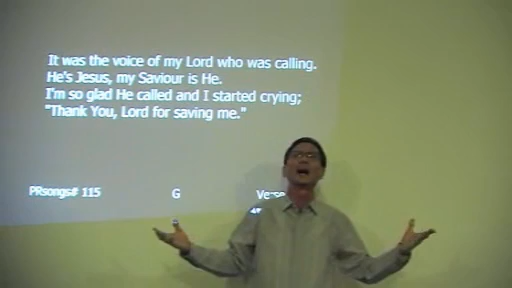 It was the voice of my Lord who was calling.
He's Jesus, my Saviour is He.
I'm so glad He called and I started crying;
"Thank You, Lord for saving me."
PRsongs# 115 G Verse